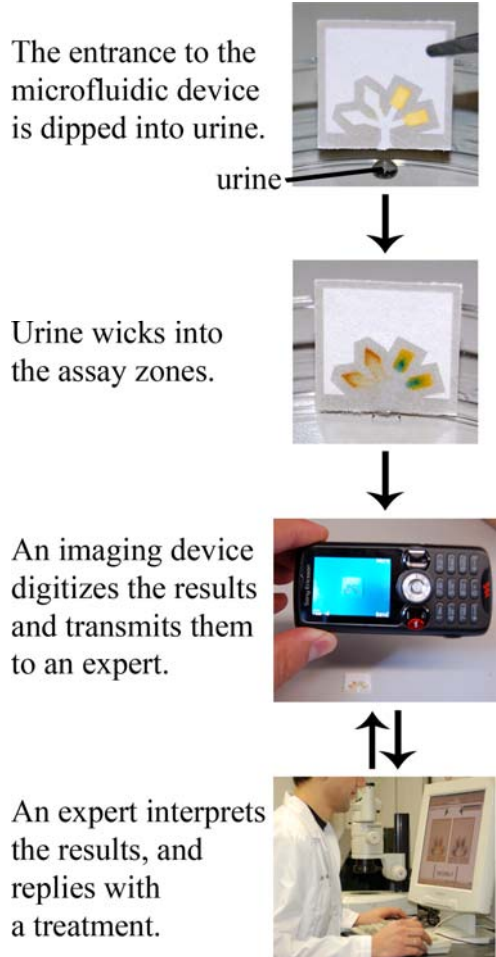 The entrance to the
microfluidic device
is dipped into urine.
urine
Urine wicks into
the assay zones.
An imaging device
digitizes the results
and transmits them
to an expert.
An expert interprets
the results, and
replies with
a treatment.